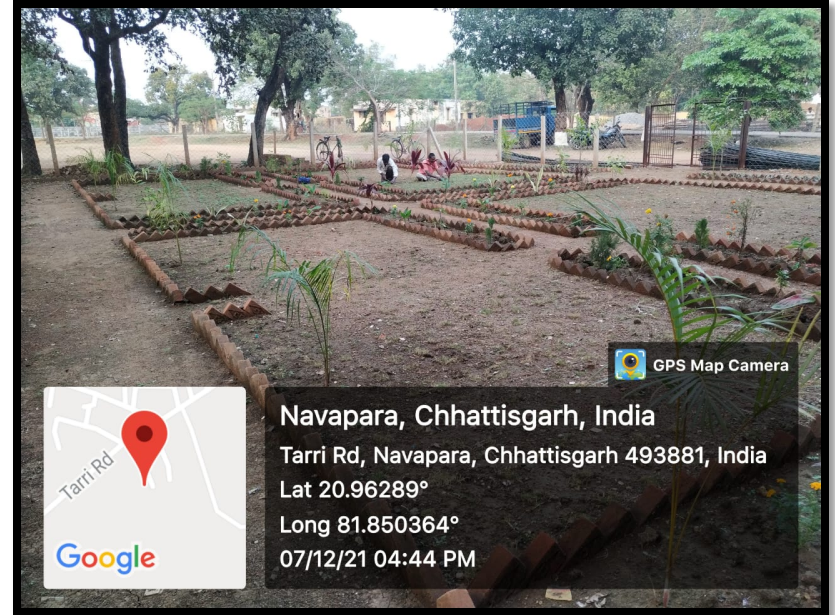 GPS Map Camera
Navapara, Chhattisgarh, India
Tarri Rd, Navapara, Chhattisgarh 493881, India
Lat 20.96289°
Long 81.850364°
07/12/21 04:44 PM
Tarri Rd
Google